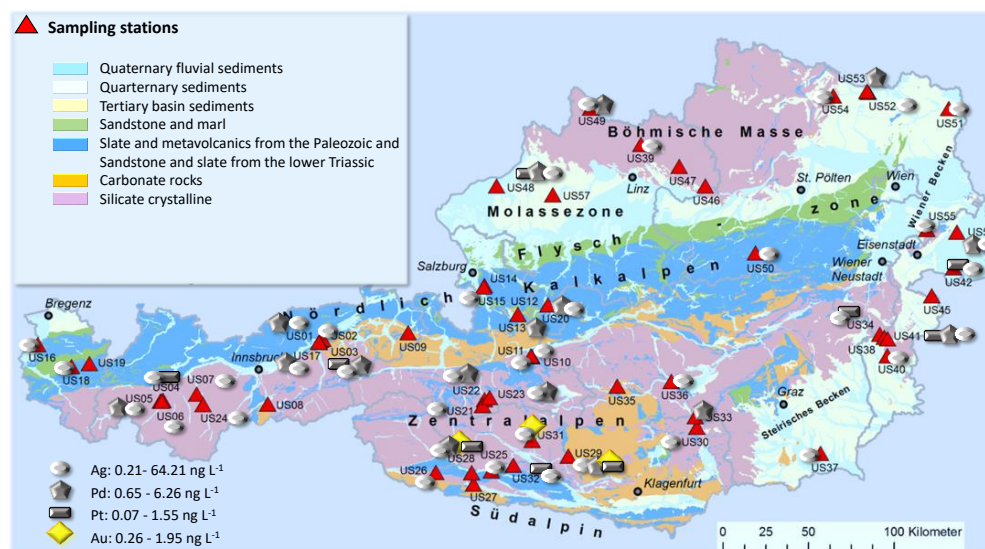 Sampling stations
Quaternary fluvial sediments
Quarternary sediments
Tertiary basin sediments
Sandstone and marl
Slate and metavolcanics from the Paleozoic and
Sandstone and slate from the lower Triassic
Carbonate rocks
Silicate crystalline
US53
US54
US52
US51
US49
Böhmische Masse
US39
US47
US46
Linz
St. Pölten
Wien
US48
US57
Molassezone
Flysch - zone
Wiener Becken
US55
Eisenstadt
Wiener
Neustadt
US42
US45
Salzburg
US14
US15
Kalkalpen
US50
US12
US20
US13
Nördlich
Bregenz
US16
US18
US19
US01
US02
US17
US03
US09
US11
US10
US34
US38
US41
US40
US04
US07
US05
US06
US24
US08
US22
US23
US21
US35
US36
US33
US30
Graz
Steirisches Becken
US37
Zentralalpen
US31
US28
US25
US29
US26
US27
US32
Klagenfurt
Südalpin
Ag: 0.21- 64.21 ng L⁻¹
Pd: 0.65 - 6.26 ng L⁻¹
Pt: 0.07 - 1.55 ng L⁻¹
Au: 0.26 - 1.95 ng L⁻¹
0 25 50 100 Kilometer